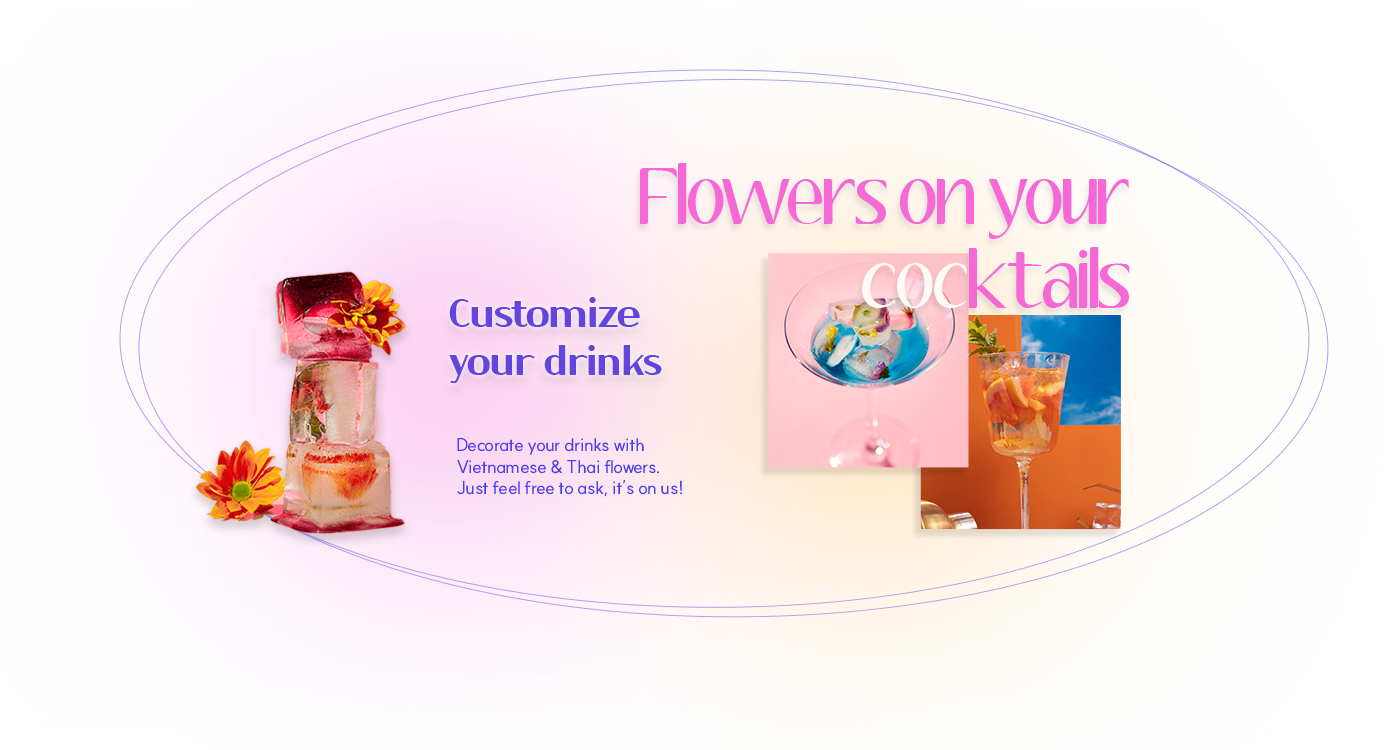 Flowers on your
cocktails
Customize
your drinks
Decorate your drinks with
Vietnamese & Thai flowers.
Just feel free to ask, it's on us!